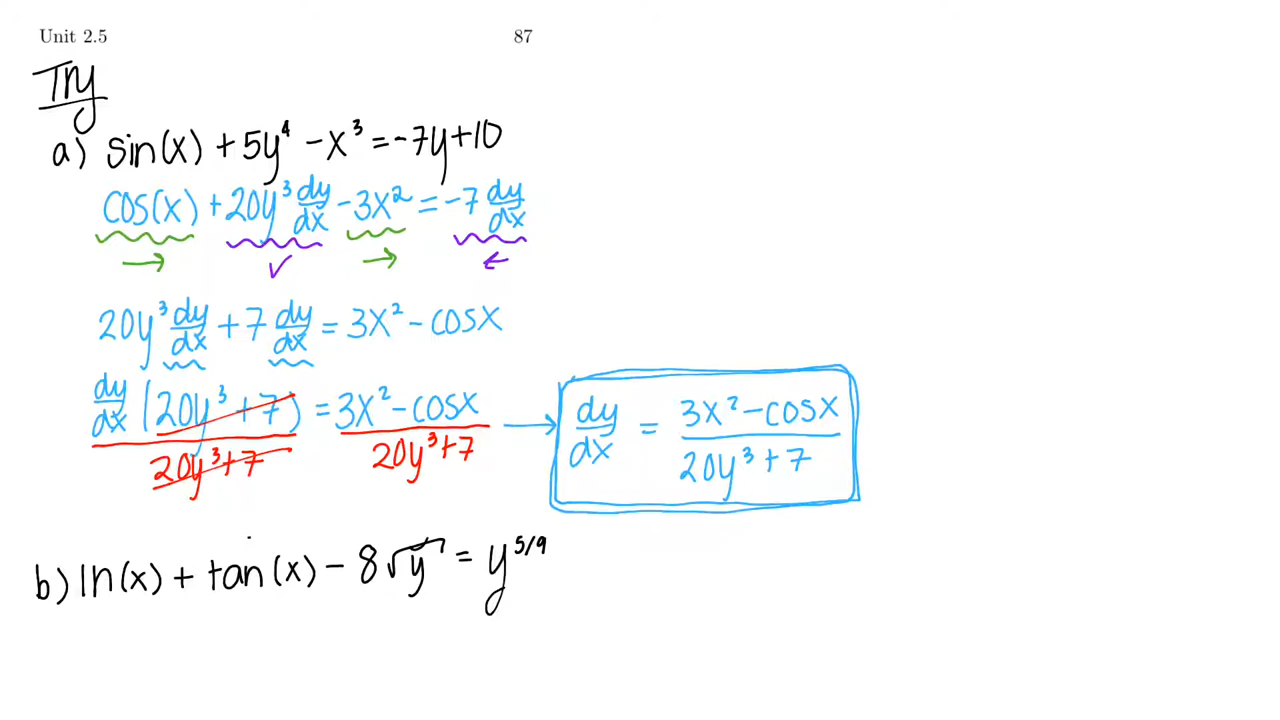 Unit 2.5 87
Try
a) sin(x) + 5y⁴ - x³ = -7y + 10
cos(x) + 20y³ dy/dx - 3x² = -7 dy/dx
→ ✓ → ←
20y³ dy/dx + 7 dy/dx = 3x² - cosx
dy/dx (20y³ + 7) / 20y³+7 = 3x² - cosx / 20y³+7 → dy/dx = 3x² - cosx / 20y³ + 7
b) ln(x) + tan(x) - 8√y = y^5/9